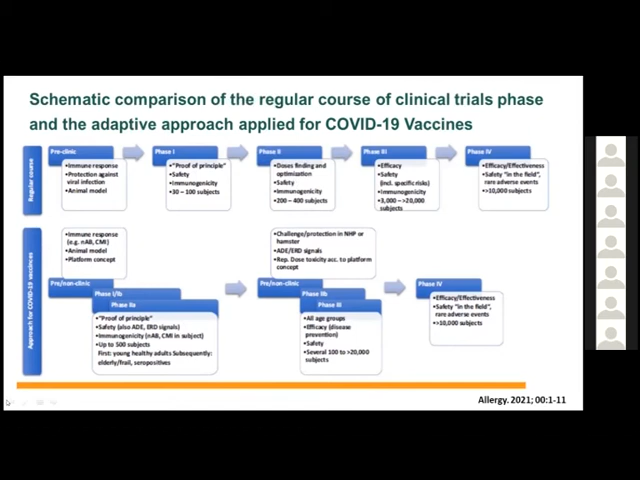 Schematic comparison of the regular course of clinical trials phase
and the adaptive approach applied for COVID-19 Vaccines
Regular course
Pre-clinic
•Immune response
•Protection against
viral infection
•Animal model
Phase I
•"Proof of principle"
•Safety
•Immunogenicity
•30 – 100 subjects
Phase II
•Doses finding and
optimization
•Safety
•Immunogenicity
•200 – 400 subjects
Phase III
•Efficacy
•Safety
(incl. specific risks)
•Immunogenicity
•3,000 – >20,000
subjects
Phase IV
•Efficacy/Effectiveness
•Safety "in the field",
rare adverse events
•>10,000 subjects
Approach for COVID-19 vaccines
•Immune response
(e.g. nAB, CMI)
•Animal model
•Platform concept
Pre/non-clinic
Phase I/Ib
Phase IIa
•"Proof of principle"
•Safety (also ADE, ERD signals)
•Immunogenicity (nAB, CMI in subject)
•Up to 500 subjects
First: young healthy adults Subsequently:
elderly/frail, seropositives
•Challenge/protection in NHP or
hamster
•ADE/ERD signals
•Rep. Dose toxicity acc. to platform
concept
Pre/non-clinic
Phase IIb
Phase III
•All age groups
•Efficacy (disease
prevention)
•Safety
•Several 100 to >20,000
subjects
Phase IV
•Efficacy/Effectiveness
•Safety "in the field",
rare adverse events
•>10,000 subjects
Allergy. 2021; 00:1-11